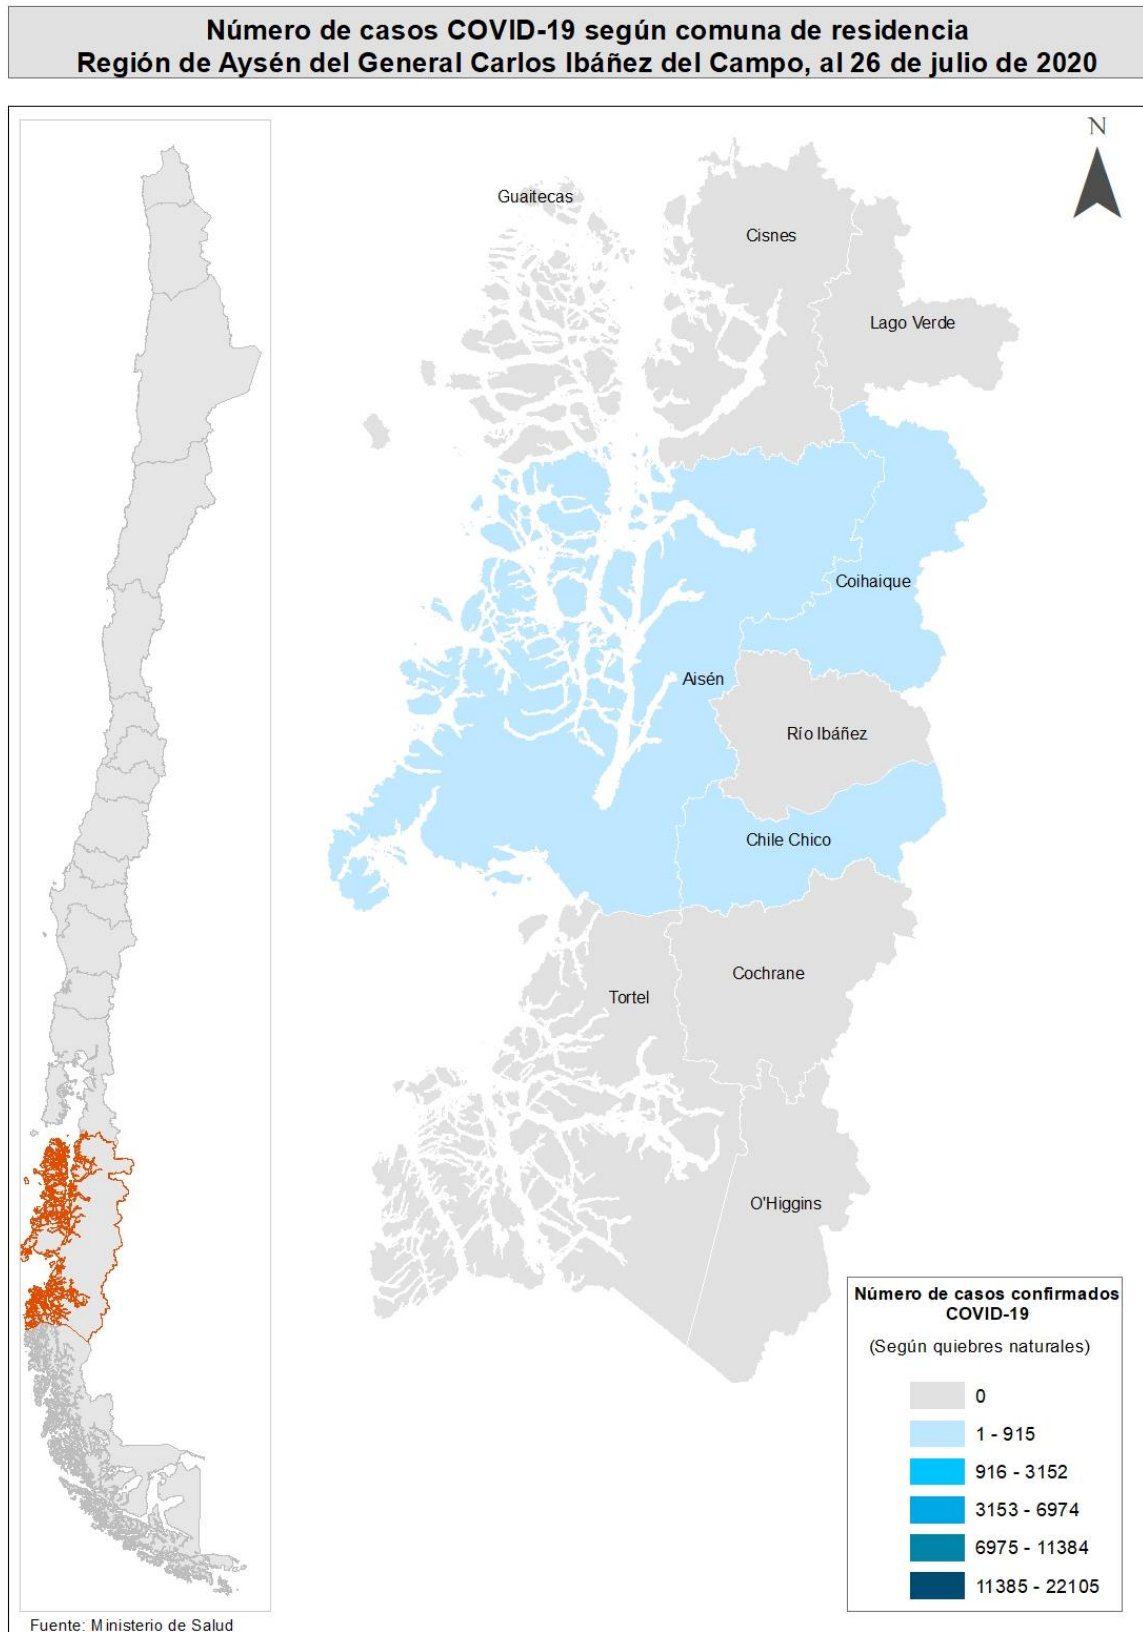 Número de casos COVID-19 según comuna de residencia
Región de Aysén del General Carlos Ibáñez del Campo, al 26 de julio de 2020
N
Guaitecas
Cisnes
Lago Verde
Coihaique
Aisén
Río Ibáñez
Chile Chico
Cochrane
Tortel
O'Higgins
Número de casos confirmados
COVID-19
(Según quiebres naturales)
0
1 - 915
916 - 3152
3153 - 6974
6975 - 11384
11385 - 22105
Fuente: Ministerio de Salud